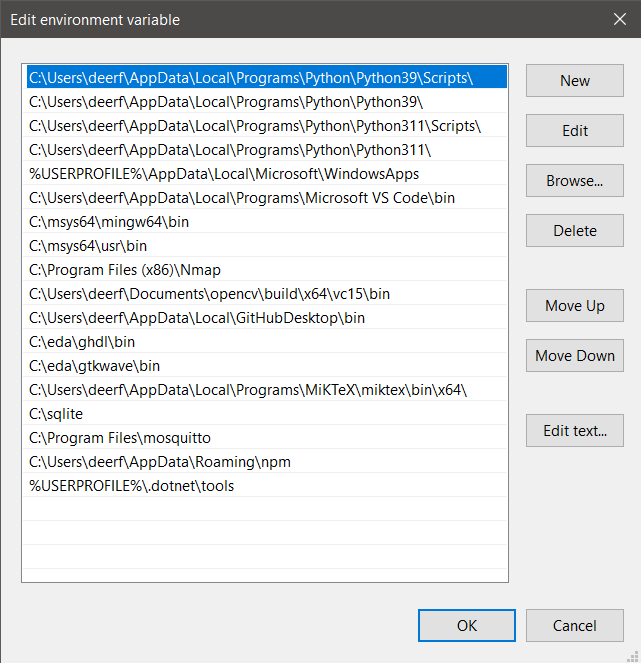 Edit environment variable
C:\Users\deerf\AppData\Local\Programs\Python\Python39\Scripts\
C:\Users\deerf\AppData\Local\Programs\Python\Python39\
C:\Users\deerf\AppData\Local\Programs\Python\Python311\Scripts\
C:\Users\deerf\AppData\Local\Programs\Python\Python311\
%USERPROFILE%\AppData\Local\Microsoft\WindowsApps
C:\Users\deerf\AppData\Local\Programs\Microsoft VS Code\bin
C:\msys64\mingw64\bin
C:\msys64\usr\bin
C:\Program Files (x86)\Nmap
C:\Users\deerf\Documents\opencv\build\x64\vc15\bin
C:\Users\deerf\AppData\Local\GitHubDesktop\bin
C:\eda\ghdl\bin
C:\eda\gtkwave\bin
C:\Users\deerf\AppData\Local\Programs\MiKTeX\miktex\bin\x64\
C:\sqlite
C:\Program Files\mosquitto
C:\Users\deerf\AppData\Roaming\npm
%USERPROFILE%\.dotnet\tools
New
Edit
Browse...
Delete
Move Up
Move Down
Edit text...
OK
Cancel